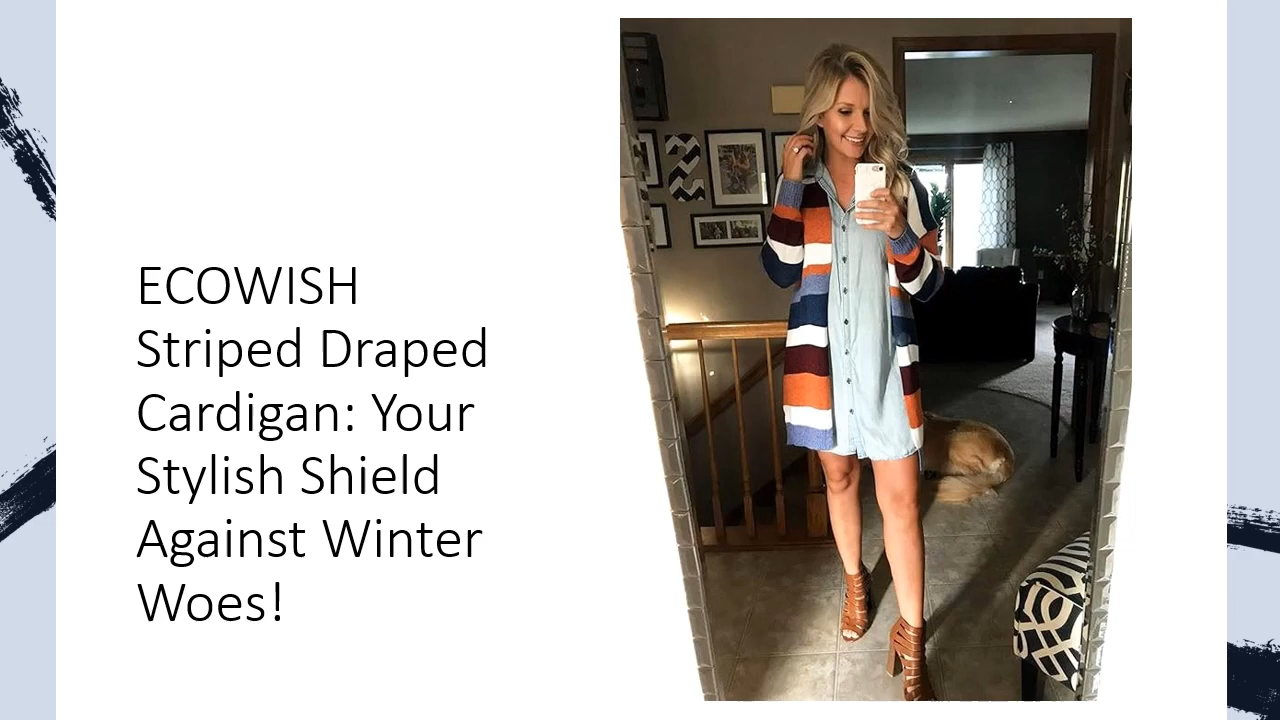 ECOWISH
Striped Draped
Cardigan: Your
Stylish Shield
Against Winter
Woes!